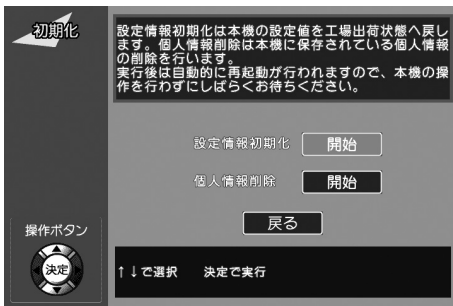 初期化
設定情報初期化は本機の設定値を工場出荷状態へ戻し
ます。個人情報削除は本機に保存されている個人情報
の削除を行います。
実行後は自動的に再起動が行われますので、本機の操
作を行わずにしばらくお待ちください。
設定情報初期化 開始
個人情報削除 開始
戻る
操作ボタン
決定
↑↓で選択 決定で実行